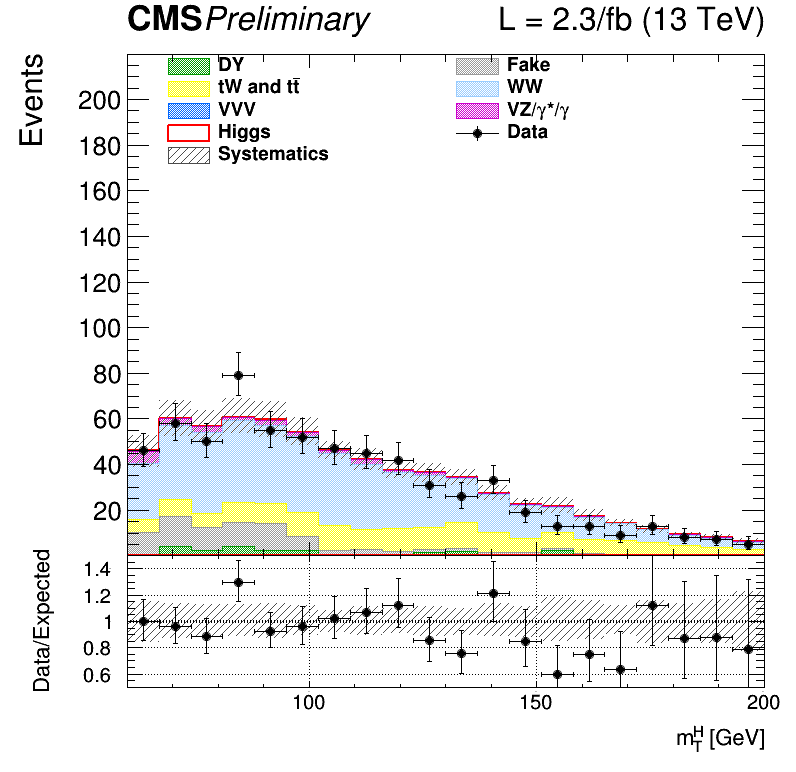 CMS Preliminary L = 2.3/fb (13 TeV)
Events
DY Fake
tW and tt̄ WW
VVV VZ/γ*/γ
Higgs Data
Systematics
200
180
160
140
120
100
80
60
40
20
Data/Expected
1.4
1.2
1
0.8
0.6
100 150 200
m_T^H [GeV]